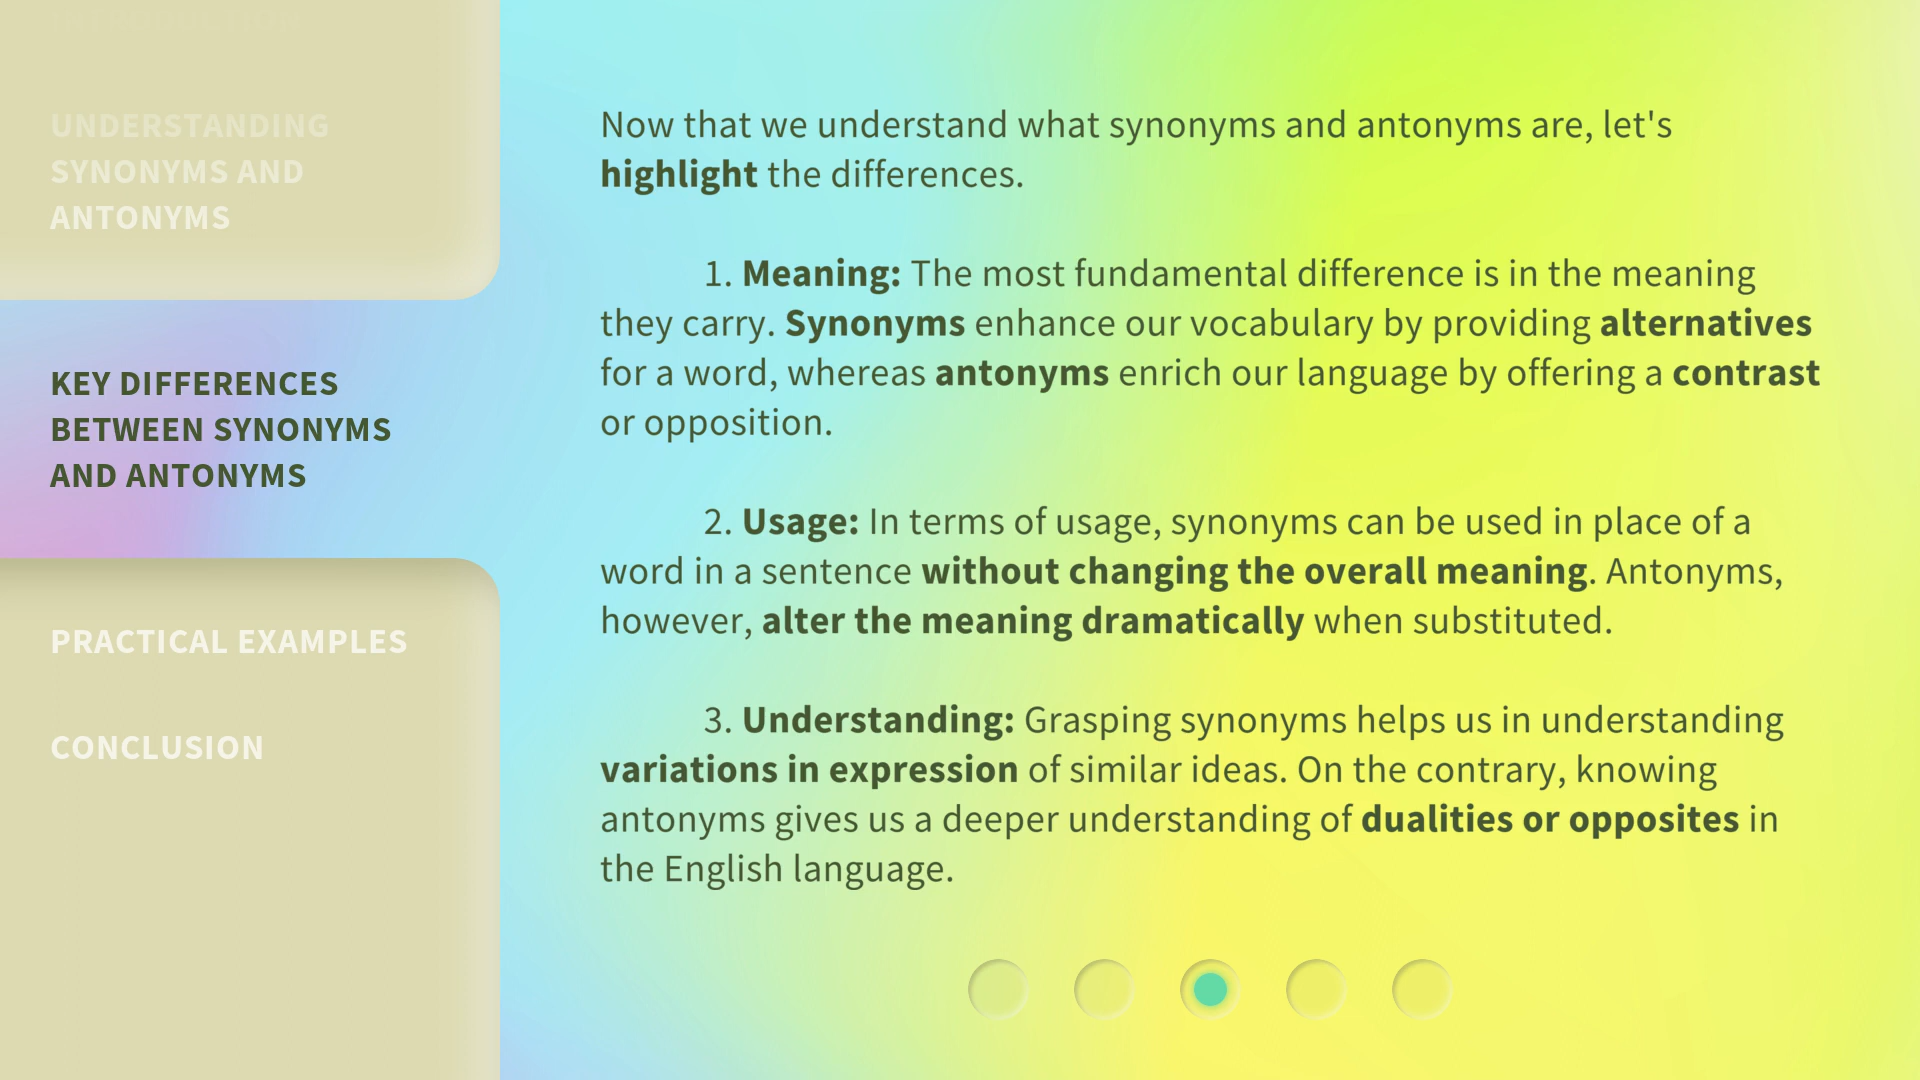 UNDERSTANDING
SYNONYMS AND
ANTONYMS
KEY DIFFERENCES
BETWEEN SYNONYMS
AND ANTONYMS
PRACTICAL EXAMPLES
CONCLUSION
Now that we understand what synonyms and antonyms are, let's
highlight the differences.
1. Meaning: The most fundamental difference is in the meaning
they carry. Synonyms enhance our vocabulary by providing alternatives
for a word, whereas antonyms enrich our language by offering a contrast
or opposition.
2. Usage: In terms of usage, synonyms can be used in place of a
word in a sentence without changing the overall meaning. Antonyms,
however, alter the meaning dramatically when substituted.
3. Understanding: Grasping synonyms helps us in understanding
variations in expression of similar ideas. On the contrary, knowing
antonyms gives us a deeper understanding of dualities or opposites in
the English language.